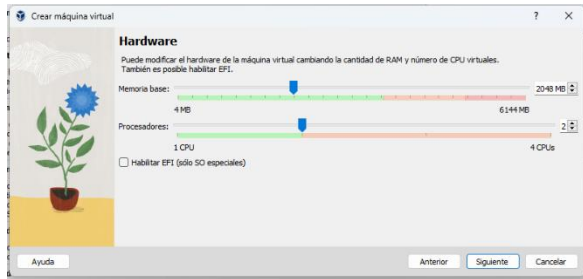 Crear máquina virtual
Hardware
Puede modificar el hardware de la máquina virtual cambiando la cantidad de RAM y número de CPU virtuales.
También es posible habilitar EFI.
Memoria base:
2048 MB
4 MB
6144 MB
Procesadores:
2
1 CPU
4 CPUs
Habilitar EFI (sólo SO especiales)
Ayuda
Anterior
Siguiente
Cancelar